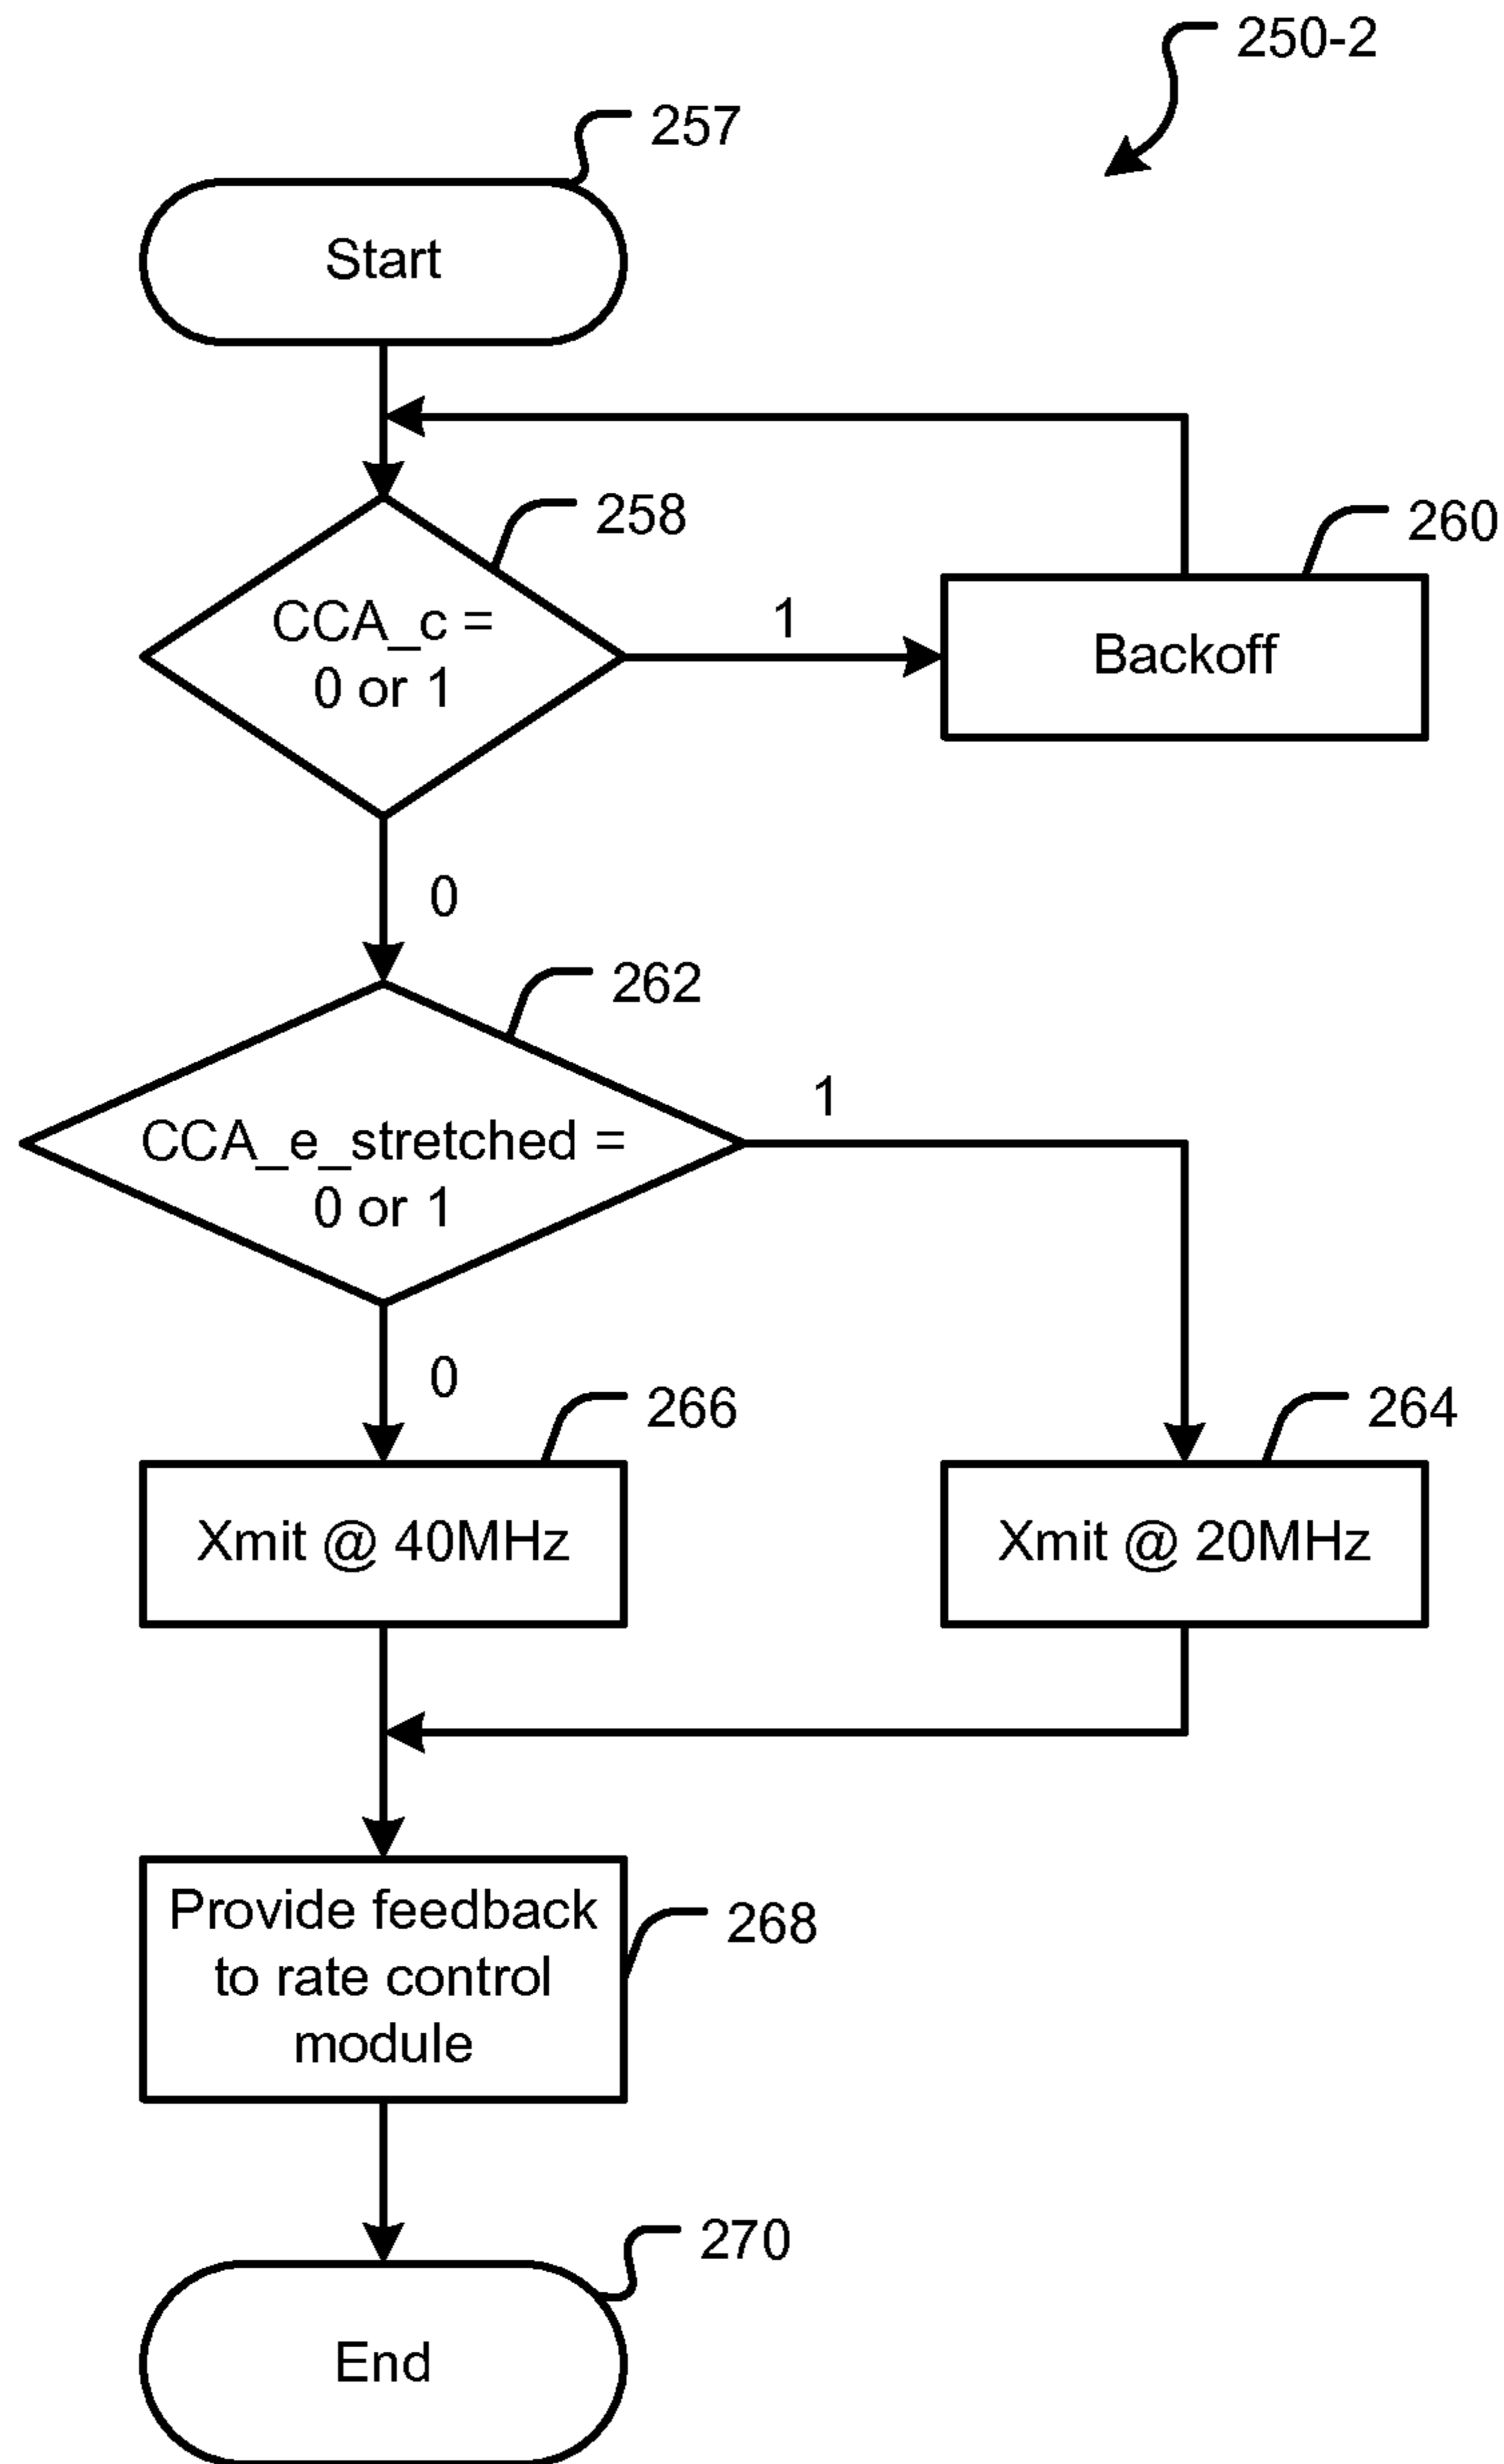 250-2
257
Start
258
260
CCA_c =
0 or 1
1
Backoff
0
262
1
CCA_e_stretched =
0 or 1
0
266
264
Xmit @ 40MHz
Xmit @ 20MHz
Provide feedback
to rate control
module
268
270
End